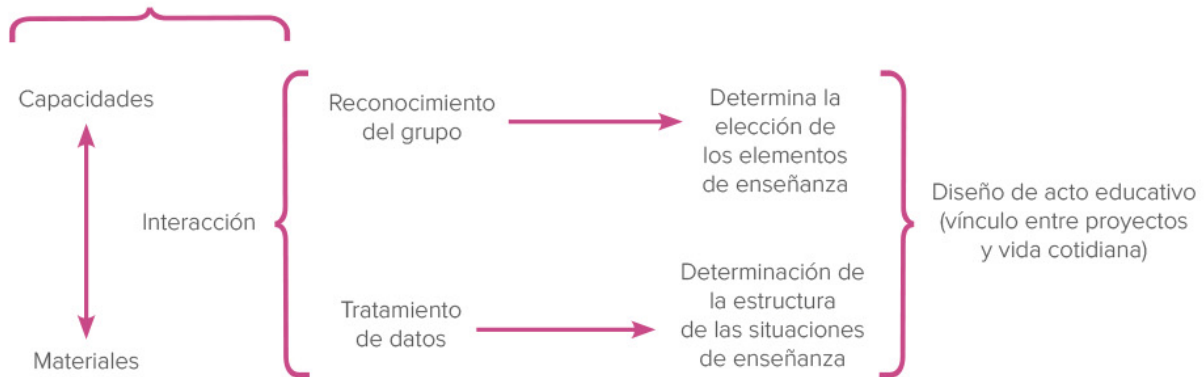 Capacidades
Materiales
Interacción
Reconocimiento
del grupo
Determina la
elección de
los elementos
de enseñanza
Tratamiento
de datos
Determinación de
la estructura
de las situaciones
de enseñanza
Diseño de acto educativo
(vínculo entre proyectos
y vida cotidiana)